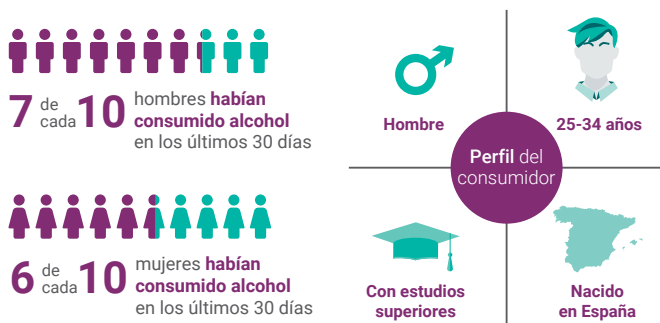 7 de cada 10 hombres habían
consumido alcohol
en los últimos 30 días
6 de cada 10 mujeres habían
consumido alcohol
en los últimos 30 días
Hombre
25-34 años
Perfil del
consumidor
Con estudios
superiores
Nacido
en España